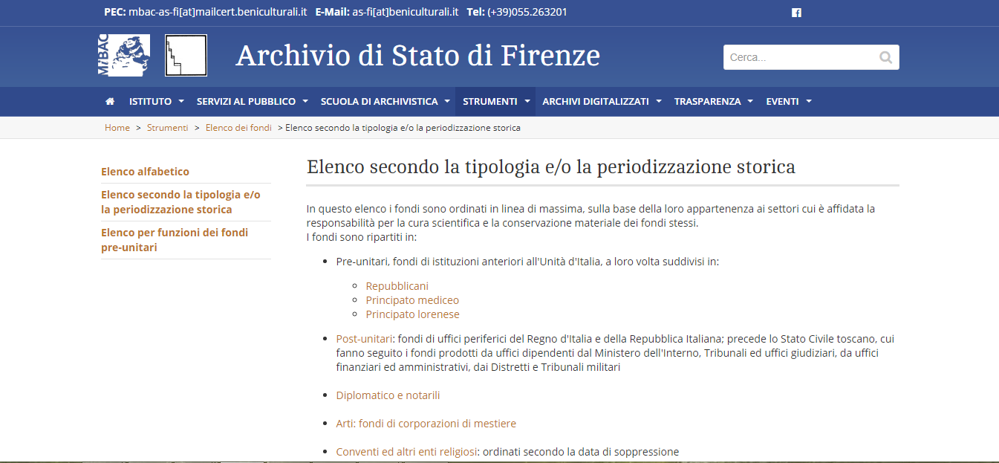 PEC: mbac-as-fi[at]mailcert.beniculturali.it E-Mail: as-fi[at]beniculturali.it Tel: (+39)055.263201
MiBAC
Archivio di Stato di Firenze
Cerca...
ISTITUTO SERVIZI AL PUBBLICO SCUOLA DI ARCHIVISTICA STRUMENTI ARCHIVI DIGITALIZZATI TRASPARENZA EVENTI
Home > Strumenti > Elenco dei fondi > Elenco secondo la tipologia e/o la periodizzazione storica
Elenco alfabetico
Elenco secondo la tipologia e/o
la periodizzazione storica
Elenco per funzioni dei fondi
pre-unitari
Elenco secondo la tipologia e/o la periodizzazione storica
In questo elenco i fondi sono ordinati in linea di massima, sulla base della loro appartenenza ai settori cui è affidata la
responsabilità per la cura scientifica e la conservazione materiale dei fondi stessi.
I fondi sono ripartiti in:
Pre-unitari, fondi di istituzioni anteriori all'Unità d'Italia, a loro volta suddivisi in:
Repubblicani
Principato mediceo
Principato lorenese
Post-unitari: fondi di uffici periferici del Regno d'Italia e della Repubblica Italiana; precede lo Stato Civile toscano, cui
fanno seguito i fondi prodotti da uffici dipendenti dal Ministero dell'Interno, Tribunali ed uffici giudiziari, da uffici
finanziari ed amministrativi, dai Distretti e Tribunali militari
Diplomatico e notarili
Arti: fondi di corporazioni di mestiere
Conventi ed altri enti religiosi: ordinati secondo la data di soppressione